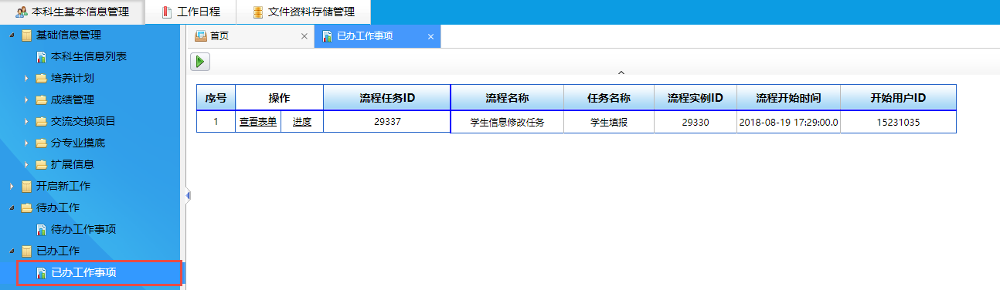 本科生基本信息管理 工作日程 文件资料存储管理
基础信息管理
本科生信息列表
培养计划
成绩管理
交流交换项目
分专业摸底
扩展信息
开启新工作
待办工作
待办工作事项
已办工作
已办工作事项
首页 已办工作事项
序号 操作 流程任务ID 流程名称 任务名称 流程实例ID 流程开始时间 开始用户ID
1 查看表单 进度 29337 学生信息修改任务 学生填报 29330 2018-08-19 17:29:00.0 15231035